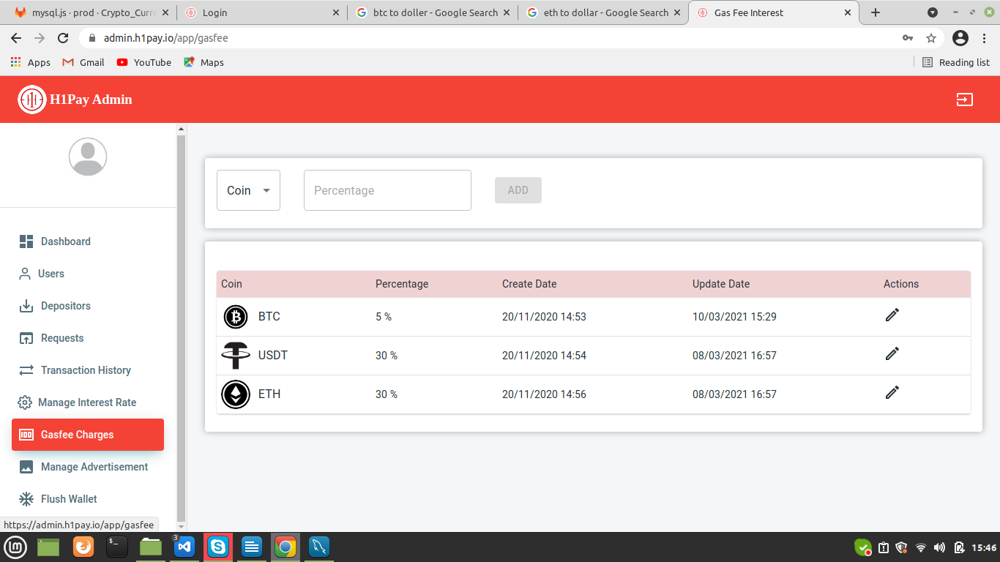 mysql.js · prod · Crypto_Curre
Login
btc to doller - Google Search
eth to dollar - Google Search
Gas Fee Interest
admin.h1pay.io/app/gasfee
Apps
Gmail
YouTube
Maps
Reading list
H1Pay Admin
Coin
Percentage
ADD
Dashboard
Users
Depositors
Requests
Transaction History
Manage Interest Rate
Gasfee Charges
Manage Advertisement
Flush Wallet
Coin Percentage Create Date Update Date Actions
BTC 5 % 20/11/2020 14:53 10/03/2021 15:29
USDT 30 % 20/11/2020 14:54 08/03/2021 16:57
ETH 30 % 20/11/2020 14:56 08/03/2021 16:57
https://admin.h1pay.io/app/gasfee
3
15:46